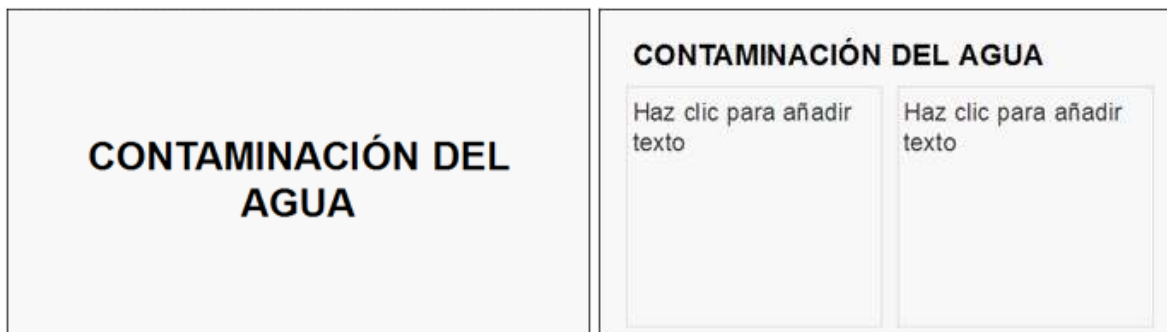 CONTAMINACIÓN DEL
AGUA
CONTAMINACIÓN DEL AGUA
Haz clic para añadir
texto
Haz clic para añadir
texto